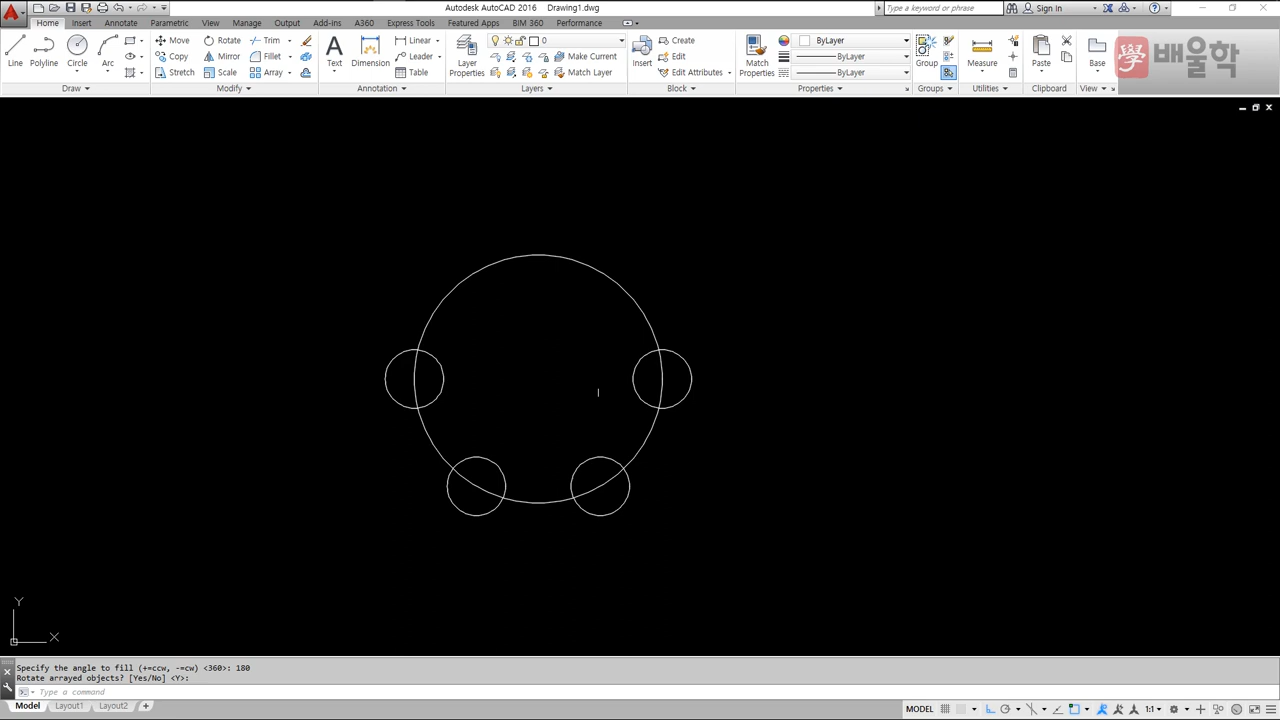 Autodesk AutoCAD 2016 Drawing1.dwg
Type a keyword or phrase
Sign In
Home Insert Annotate Parametric View Manage Output Add-ins A360 Express Tools Featured Apps BIM 360 Performance
Line Polyline Circle Arc
Move Rotate Trim
Copy Mirror Fillet
Stretch Scale Array
Text Dimension
Linear
Leader
Table
Layer Properties
0
Make Current
Match Layer
Insert
Create
Edit
Edit Attributes
Match Properties
ByLayer
ByLayer
ByLayer
Group
Measure
Paste
Base
學 배울학
Draw Modify Annotation Layers Block Properties Groups Utilities Clipboard View
Y
X
Specify the angle to fill (+=ccw, -=cw) <360>: 180
Rotate arrayed objects? [Yes/No] <Y>:
Type a command
Model Layout1 Layout2 +
MODEL
1:1